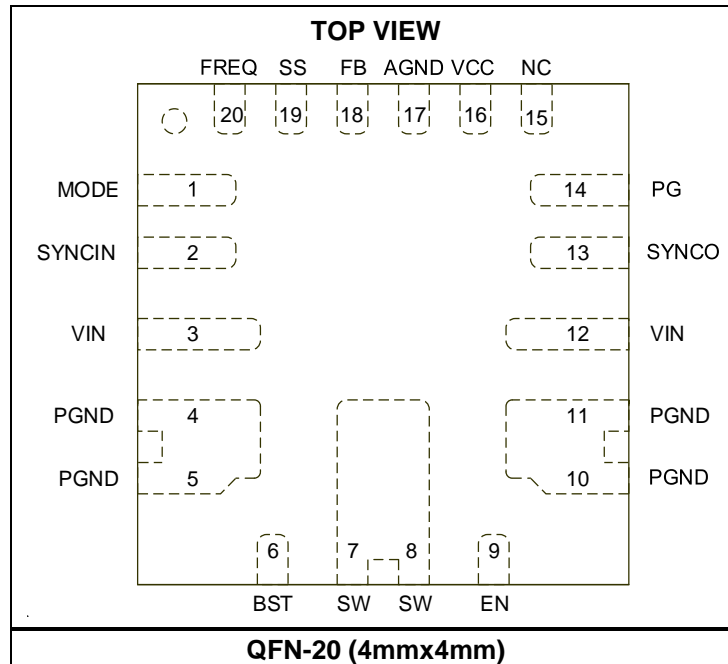 TOP VIEW
FREQ SS FB AGND VCC NC
20 19 18 17 16 15
MODE 1 14 PG
SYNCIN 2 13 SYNCO
VIN 3 12 VIN
PGND 4 11 PGND
PGND 5 10 PGND
6 7 8 9
BST SW SW EN
QFN-20 (4mmx4mm)